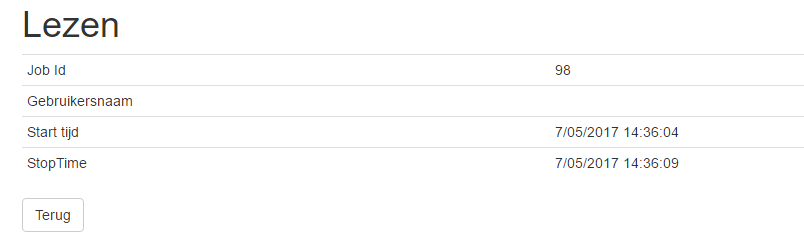 Lezen
Job Id 98
Gebruikersnaam
Start tijd 7/05/2017 14:36:04
StopTime 7/05/2017 14:36:09
Terug